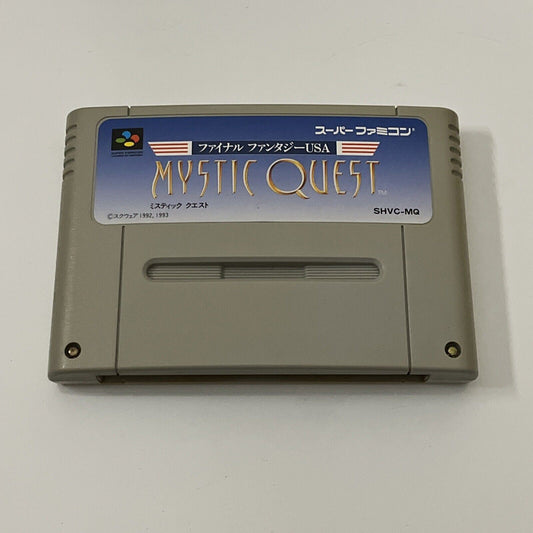 スーパーファミコン®
ファイナル ファンタジーUSA
MYSTIC QUEST™
ミスティック クエスト
©スクウェア 1992, 1993
SHVC-MQ